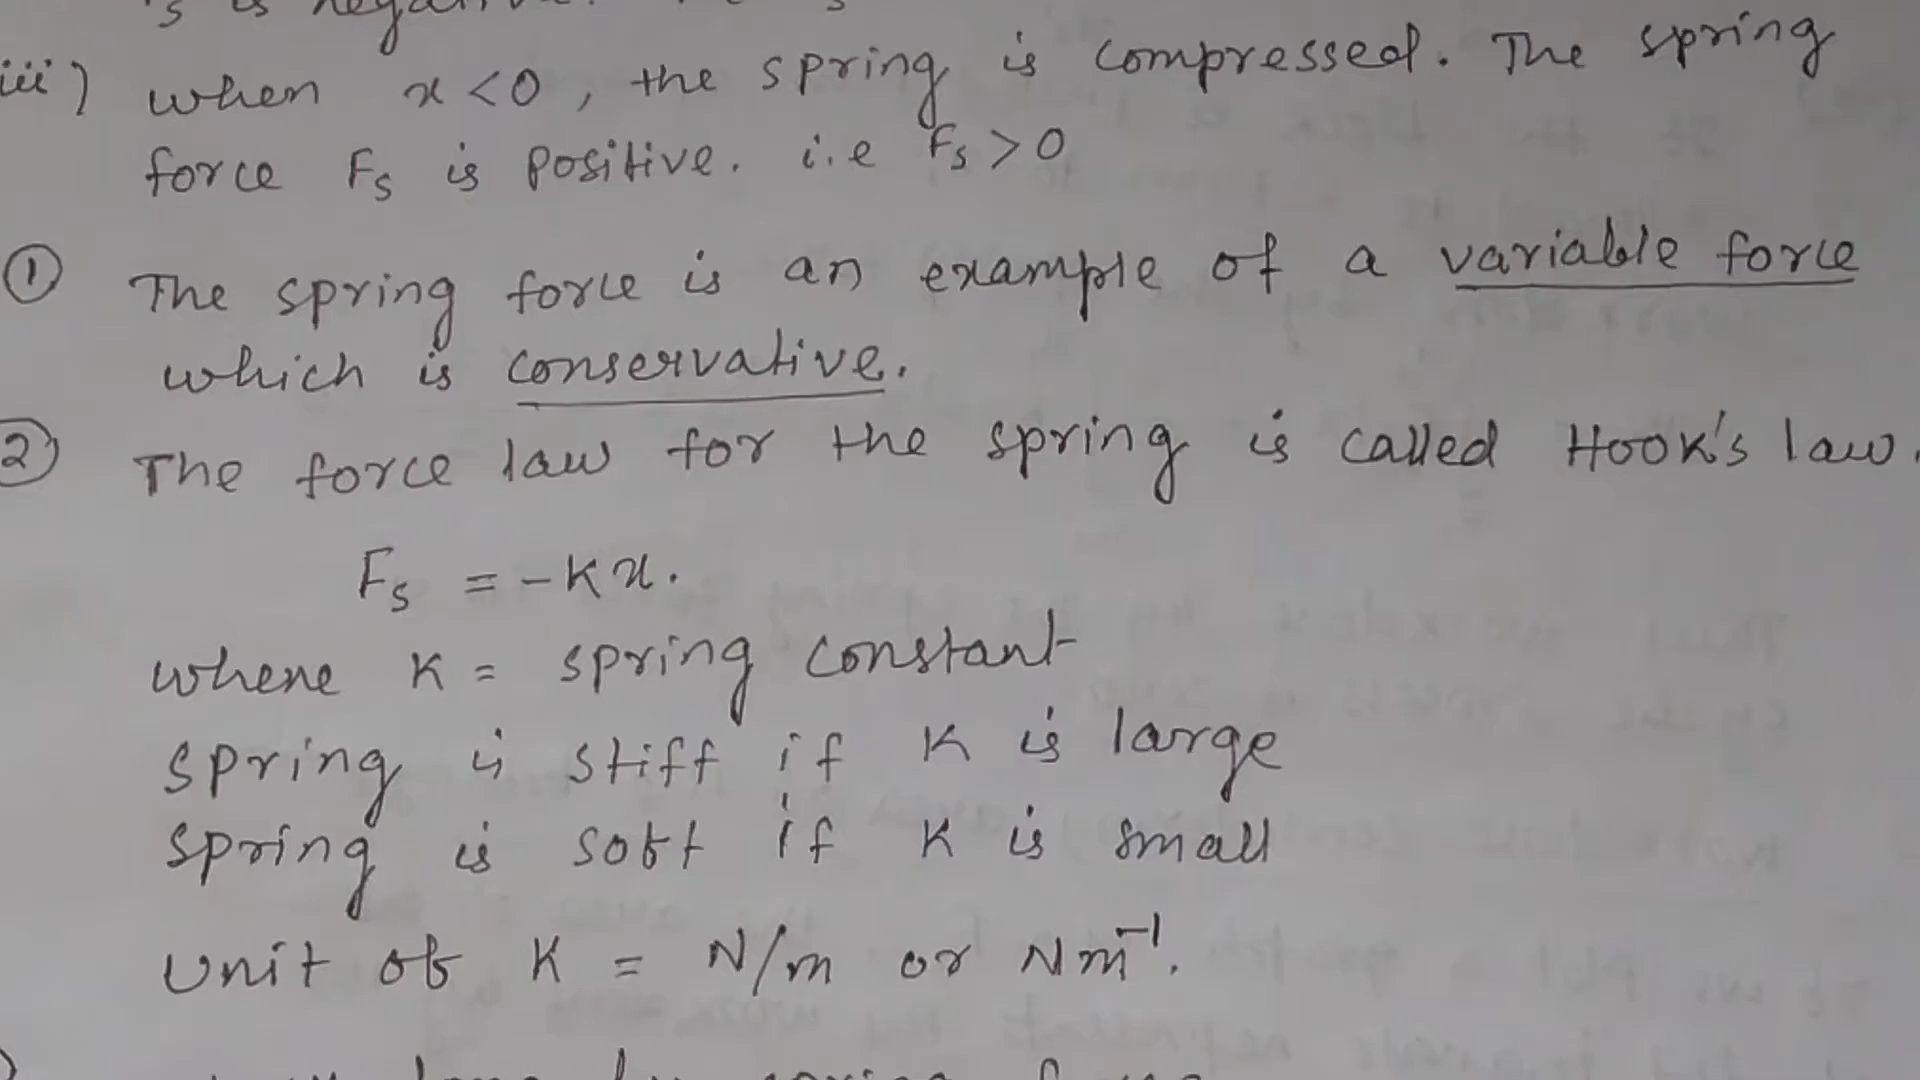 s is negative.
iii) when x < 0, the spring is compressed. The spring
force Fs is positive. i.e Fs > 0
① The spring force is an example of a variable force
which is conservative.
② The force law for the spring is called Hook's law.
Fs = -Kx.
where K = spring constant
spring is stiff if K is large
spring is soft if K is small
unit of K = N/m or Nm⁻¹.